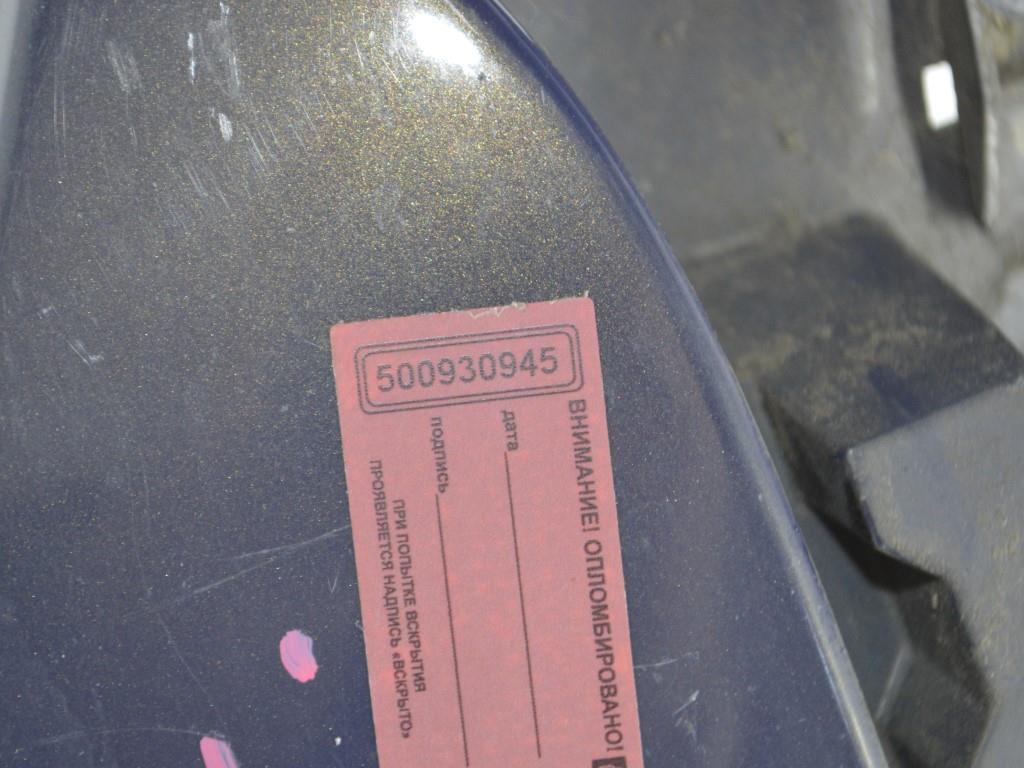 500930945
ВНИМАНИЕ! ОПЛОМБИРОВАНО!
дата
подпись
ПРИ ПОПЫТКЕ ВСКРЫТИЯ
ПРОЯВЛЯЕТСЯ НАДПИСЬ «ВСКРЫТО»